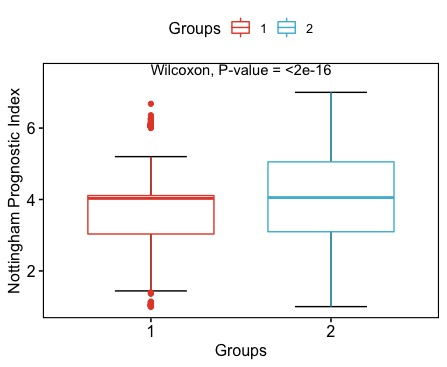 Groups 1 2
Wilcoxon, P-value = <2e-16
Nottingham Prognostic Index
6
4
2
1 2
Groups